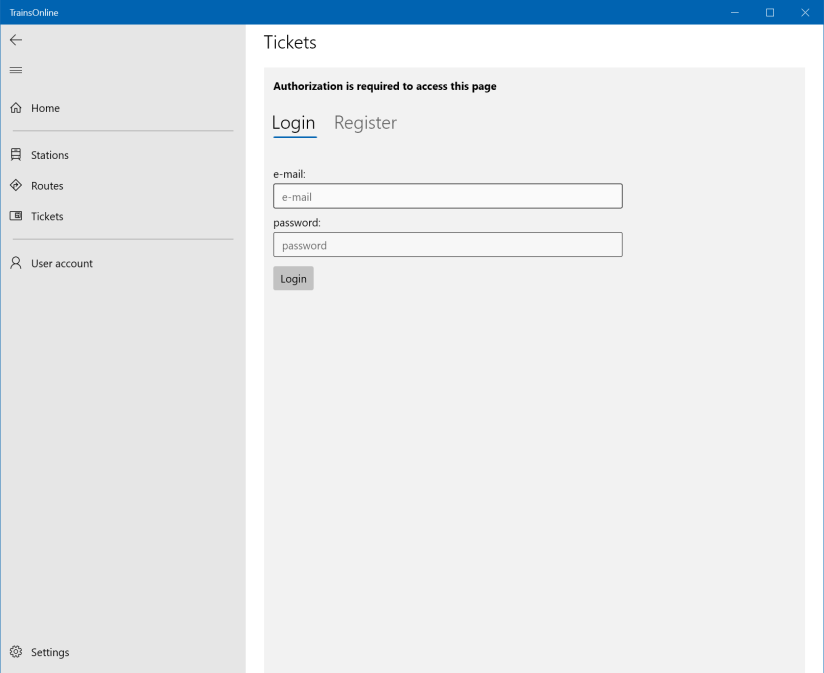 TrainsOnline
Tickets
Home
Stations
Routes
Tickets
User account
Settings
Authorization is required to access this page
Login Register
e-mail:
e-mail
password:
password
Login